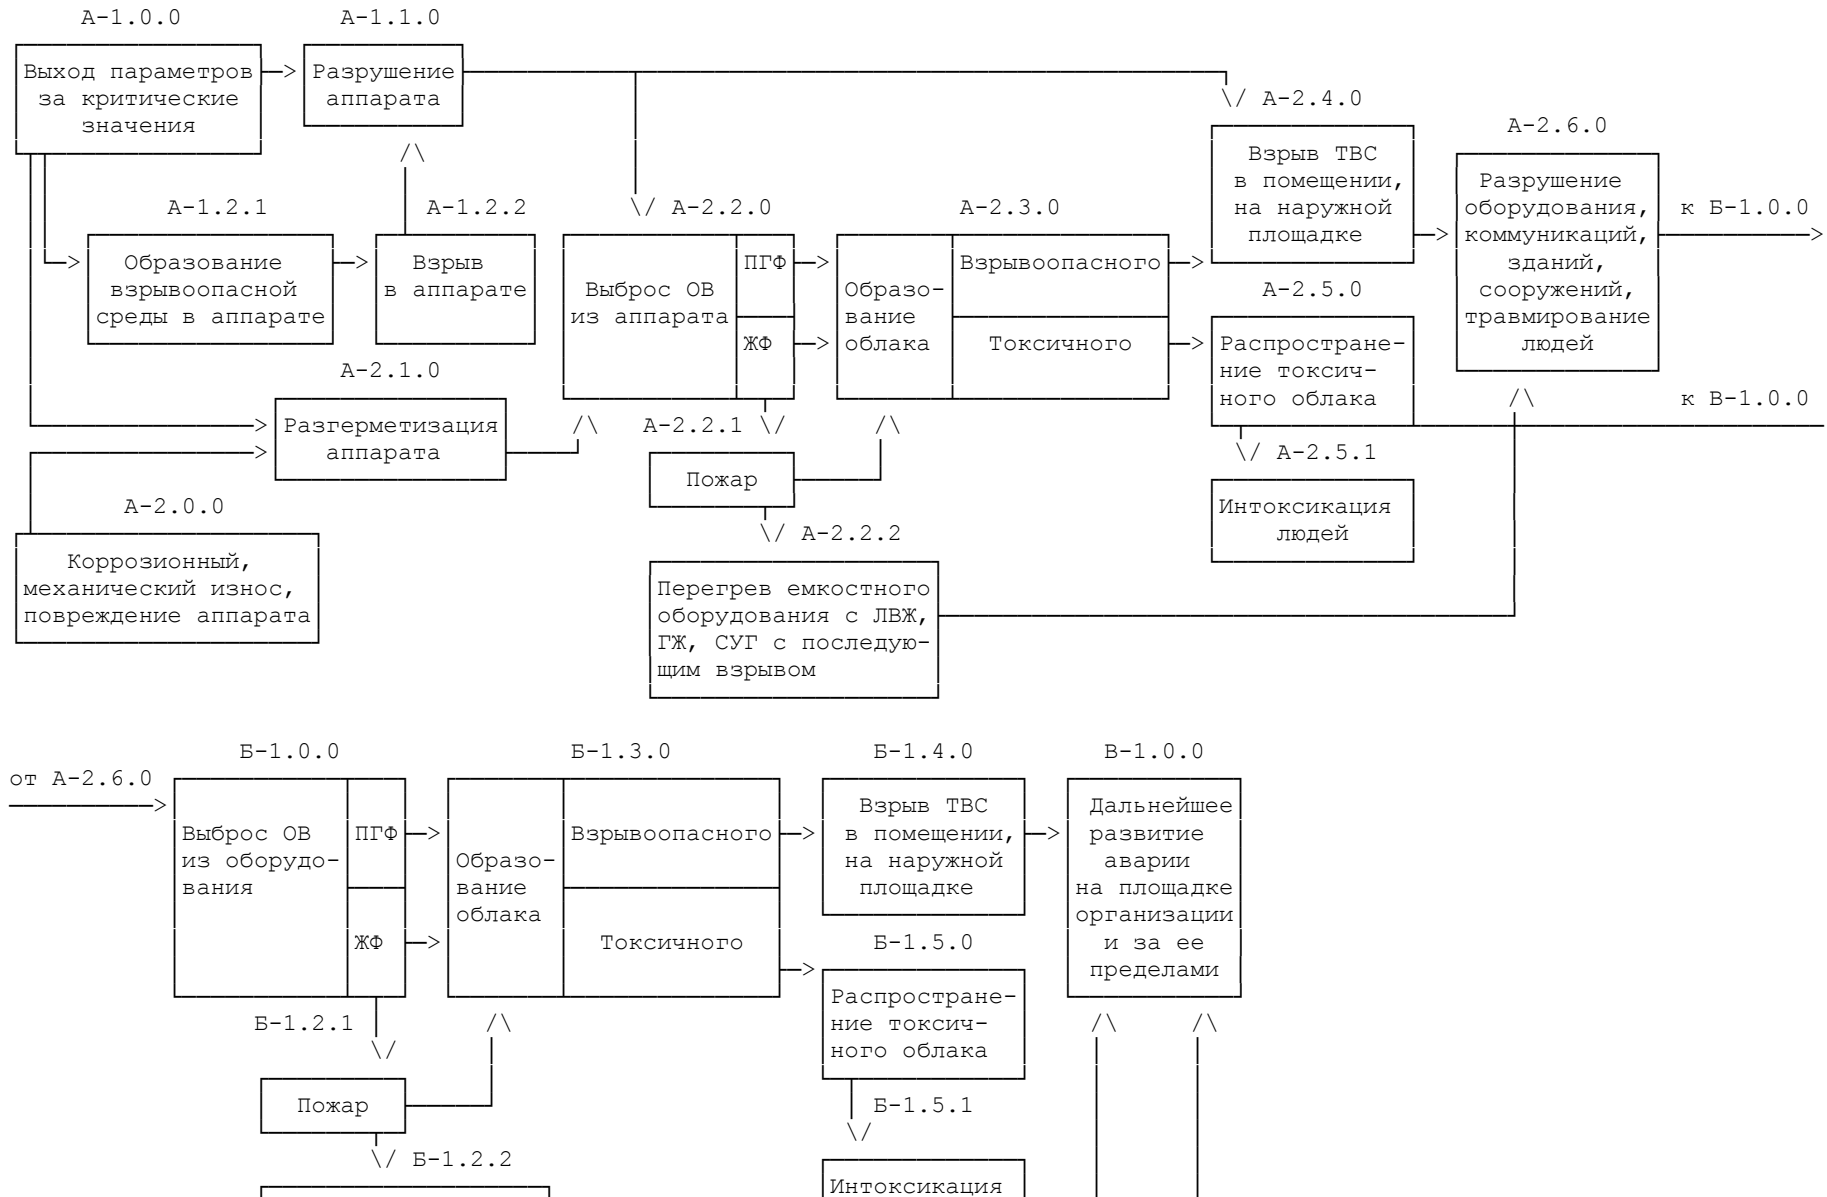 А-1.0.0
А-1.1.0
Выход параметров
за критические
значения
Разрушение
аппарата
А-1.2.1
А-1.2.2
Образование
взрывоопасной
среды в аппарате
Взрыв
в аппарате
А-2.1.0
Разгерметизация
аппарата
А-2.0.0
Коррозионный,
механический износ,
повреждение аппарата
А-2.2.0
Выброс ОВ
из аппарата
ПГФ
ЖФ
А-2.2.1
Пожар
А-2.2.2
Перегрев емкостного
оборудования с ЛВЖ,
ГЖ, СУГ с последую-
щим взрывом
А-2.3.0
Образо-
вание
облака
Взрывоопасного
Токсичного
А-2.4.0
Взрыв ТВС
в помещении,
на наружной
площадке
А-2.5.0
Распростране-
ние токсич-
ного облака
А-2.5.1
Интоксикация
людей
А-2.6.0
Разрушение
оборудования,
коммуникаций,
зданий,
сооружений,
травмирование
людей
к Б-1.0.0
к В-1.0.0
от А-2.6.0
Б-1.0.0
Выброс ОВ
из оборудо-
вания
ПГФ
ЖФ
Б-1.2.1
Пожар
Б-1.2.2
Б-1.3.0
Образо-
вание
облака
Взрывоопасного
Токсичного
Б-1.4.0
Взрыв ТВС
в помещении,
на наружной
площадке
Б-1.5.0
Распростране-
ние токсич-
ного облака
Б-1.5.1
Интоксикация
В-1.0.0
Дальнейшее
развитие
аварии
на площадке
организации
и за ее
пределами